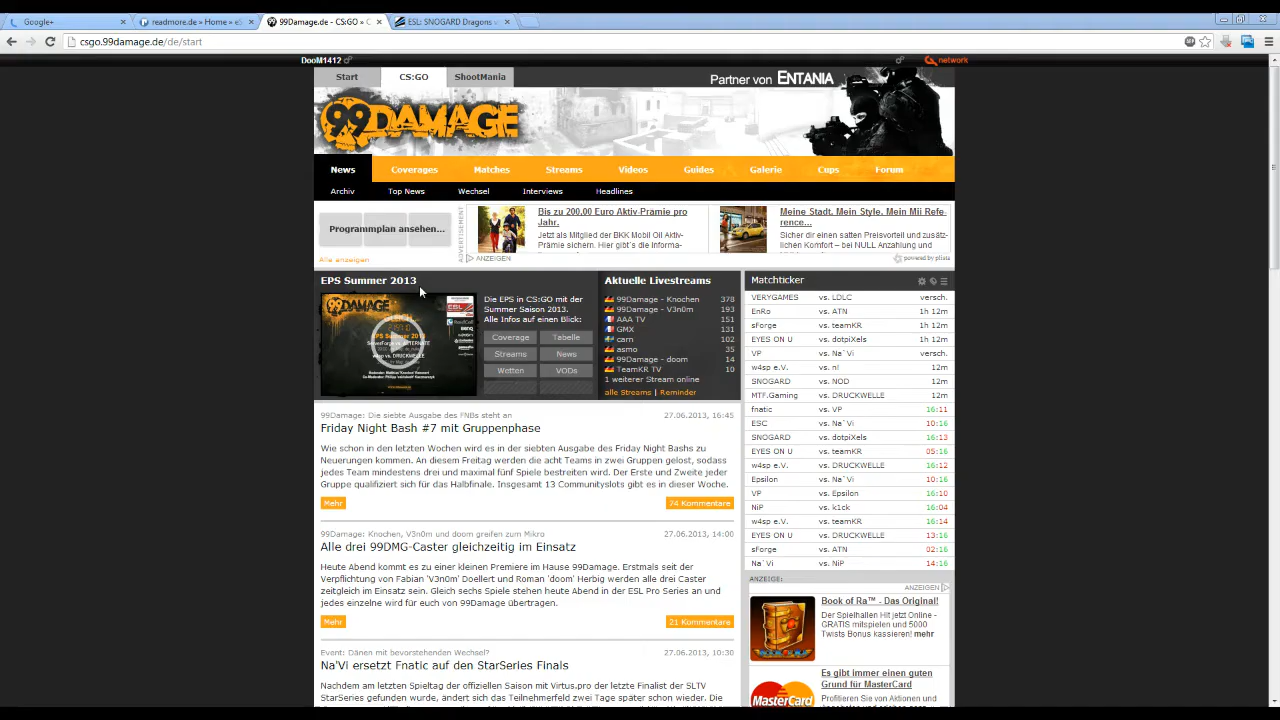 Google+
readmore.de » Home » eS
99Damage.de - CS:GO » C
ESL: SNOGARD Dragons v
csgo.99damage.de/de/start
DooM1412
network
Start
CS:GO
ShootMania
Partner von ENTANIA
99DAMAGE
News
Coverages
Matches
Streams
Videos
Guides
Galerie
Cups
Forum
Archiv
Top News
Wechsel
Interviews
Headlines
Programmplan ansehen...
Alle anzeigen
ADVERTISEMENT
Bis zu 200,00 Euro Aktiv-Prämie pro
Jahr.
Jetzt als Mitglied der BKK Mobil Oil Aktiv-
Prämie sichern. Hier gibt´s die Informa-
Meine Stadt. Mein Style. Mein Mii Refe-
rence...
Sicher dir einen satten Preisvorteil und zusätz-
lichen Komfort – bei NULL Anzahlung und
ANZEIGEN
powered by plista
EPS Summer 2013
99DAMAGE
Die EPS in CS:GO mit der
Summer Saison 2013.
Alle Infos auf einen Blick:
Coverage
Tabelle
Streams
News
Wetten
VODs
Aktuelle Livestreams
99Damage - Knochen 378
99Damage - V3n0m 193
AAA TV 151
GMX 131
carn 102
asmo 35
99Damage - doom 14
TeamKR TV 10
1 weiterer Stream online
alle Streams | Reminder
Matchticker
VERYGAMES vs. LDLC versch.
EnRo vs. ATN 1h 12m
sForge vs. teamKR 1h 12m
EYES ON U vs. dotpiXels 1h 12m
VP vs. Na`Vi versch.
w4sp e.V. vs. nl 12m
SNOGARD vs. NOD 12m
MTF.Gaming vs. DRUCKWELLE 12m
fnatic vs. VP 16:11
ESC vs. Na`Vi 10:16
SNOGARD vs. dotpiXels 16:13
EYES ON U vs. teamKR 05:16
w4sp e.V. vs. DRUCKWELLE 16:12
Epsilon vs. Na`Vi 10:16
VP vs. Epsilon 16:10
NiP vs. k1ck 16:04
w4sp e.V. vs. teamKR 16:14
EYES ON U vs. DRUCKWELLE 13:16
sForge vs. ATN 02:16
Na`Vi vs. NiP 14:16
99Damage: Die siebte Ausgabe des FNBs steht an 27.06.2013, 16:45
Friday Night Bash #7 mit Gruppenphase
Wie schon in den letzten Wochen wird es in der siebten Ausgabe des Friday Night Bashs zu
Neuerungen kommen. An diesem Freitag werden die acht Teams in zwei Gruppen gelost, sodass
jedes Team mindestens drei und maximal fünf Spiele bestreiten wird. Der Erste und Zweite jeder
Gruppe qualifiziert sich für das Halbfinale. Insgesamt 13 Communityslots gibt es in dieser Woche.
Mehr
74 Kommentare
99Damage: Knochen, V3n0m und doom greifen zum Mikro 27.06.2013, 14:00
Alle drei 99DMG-Caster gleichzeitig im Einsatz
Heute Abend kommt es zu einer kleinen Premiere im Hause 99Damage. Erstmals seit der
Verpflichtung von Fabian 'V3n0m' Doellert und Roman 'doom' Herbig werden alle drei Caster
zeitgleich im Einsatz sein. Gleich sechs Spiele stehen heute Abend in der ESL Pro Series an und
jedes einzelne wird für euch von 99Damage übertragen.
Mehr
21 Kommentare
Event: Dänen mit bevorstehenden Wechsel? 27.06.2013, 10:30
Na'Vi ersetzt Fnatic auf den StarSeries Finals
Nachdem am letzten Spieltag der offiziellen Saison mit Virtus.pro der letzte Finalist der SLTV
StarSeries gefunden wurde, ändert sich das Teilnehmerfeld zwei Tage später schon wieder. Die
ANZEIGE:
ANZEIGEN
Book of Ra™ - Das Original!
Der Spielhallen Hit jetzt Online -
GRATIS mitspielen und 5000
Twists Bonus kassieren! mehr
Es gibt immer einen guten
Grund für MasterCard
MasterCard
Profitieren Sie von Aktionen und